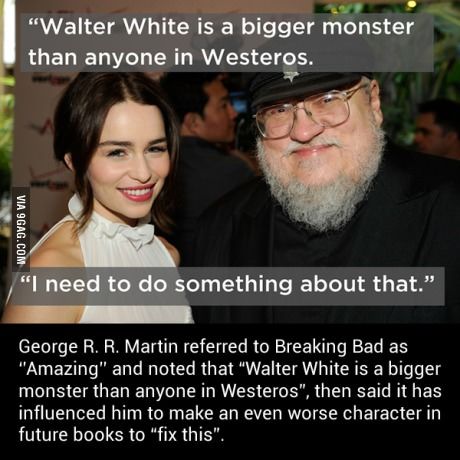 “Walter White is a bigger monster
than anyone in Westeros.
VIA 9GAG.COM
“I need to do something about that.”
George R. R. Martin referred to Breaking Bad as
‘’Amazing’’ and noted that “Walter White is a bigger
monster than anyone in Westeros”, then said it has
influenced him to make an even worse character in
future books to “fix this”.